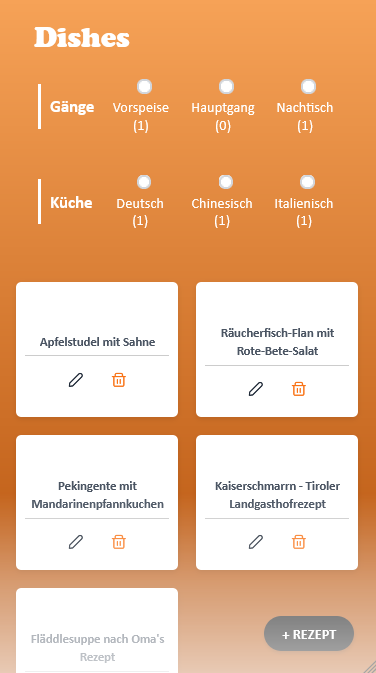 Dishes
Gänge
Vorspeise
(1)
Hauptgang
(0)
Nachtisch
(1)
Küche
Deutsch
(1)
Chinesisch
(1)
Italienisch
(1)
Apfelstudel mit Sahne
Räucherfisch-Flan mit
Rote-Bete-Salat
Pekingente mit
Mandarinenpfannkuchen
Kaiserschmarrn - Tiroler
Landgasthofrezept
Fläddlesuppe nach Oma's
Rezept
+ REZEPT